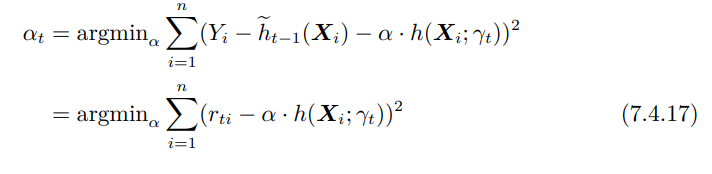 n
α_t = argmin_α ∑ (Y_i − h̃_{t−1}(X_i) − α · h(X_i; γ_t))²
i=1
n
= argmin_α ∑ (r_{ti} − α · h(X_i; γ_t))² (7.4.17)
i=1